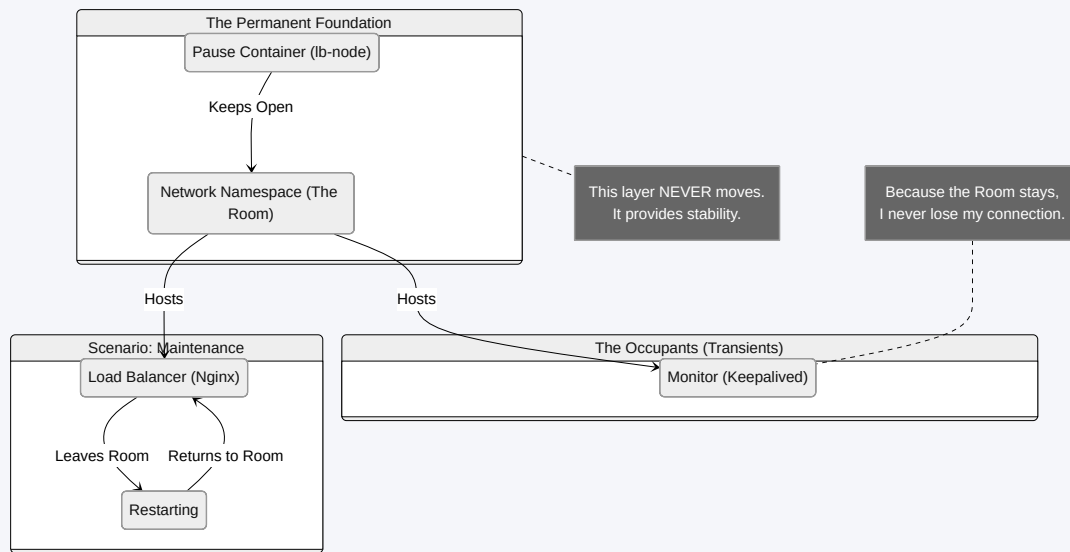 The Permanent Foundation
Pause Container (lb-node)
Keeps Open
Network Namespace (The
Room)
This layer NEVER moves.
It provides stability.
Because the Room stays,
I never lose my connection.
Hosts
Hosts
Scenario: Maintenance
Load Balancer (Nginx)
Leaves Room
Returns to Room
Restarting
The Occupants (Transients)
Monitor (Keepalived)